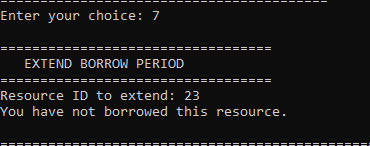 =========================================
Enter your choice: 7
==================================
EXTEND BORROW PERIOD
==================================
Resource ID to extend: 23
You have not borrowed this resource.
==============================================